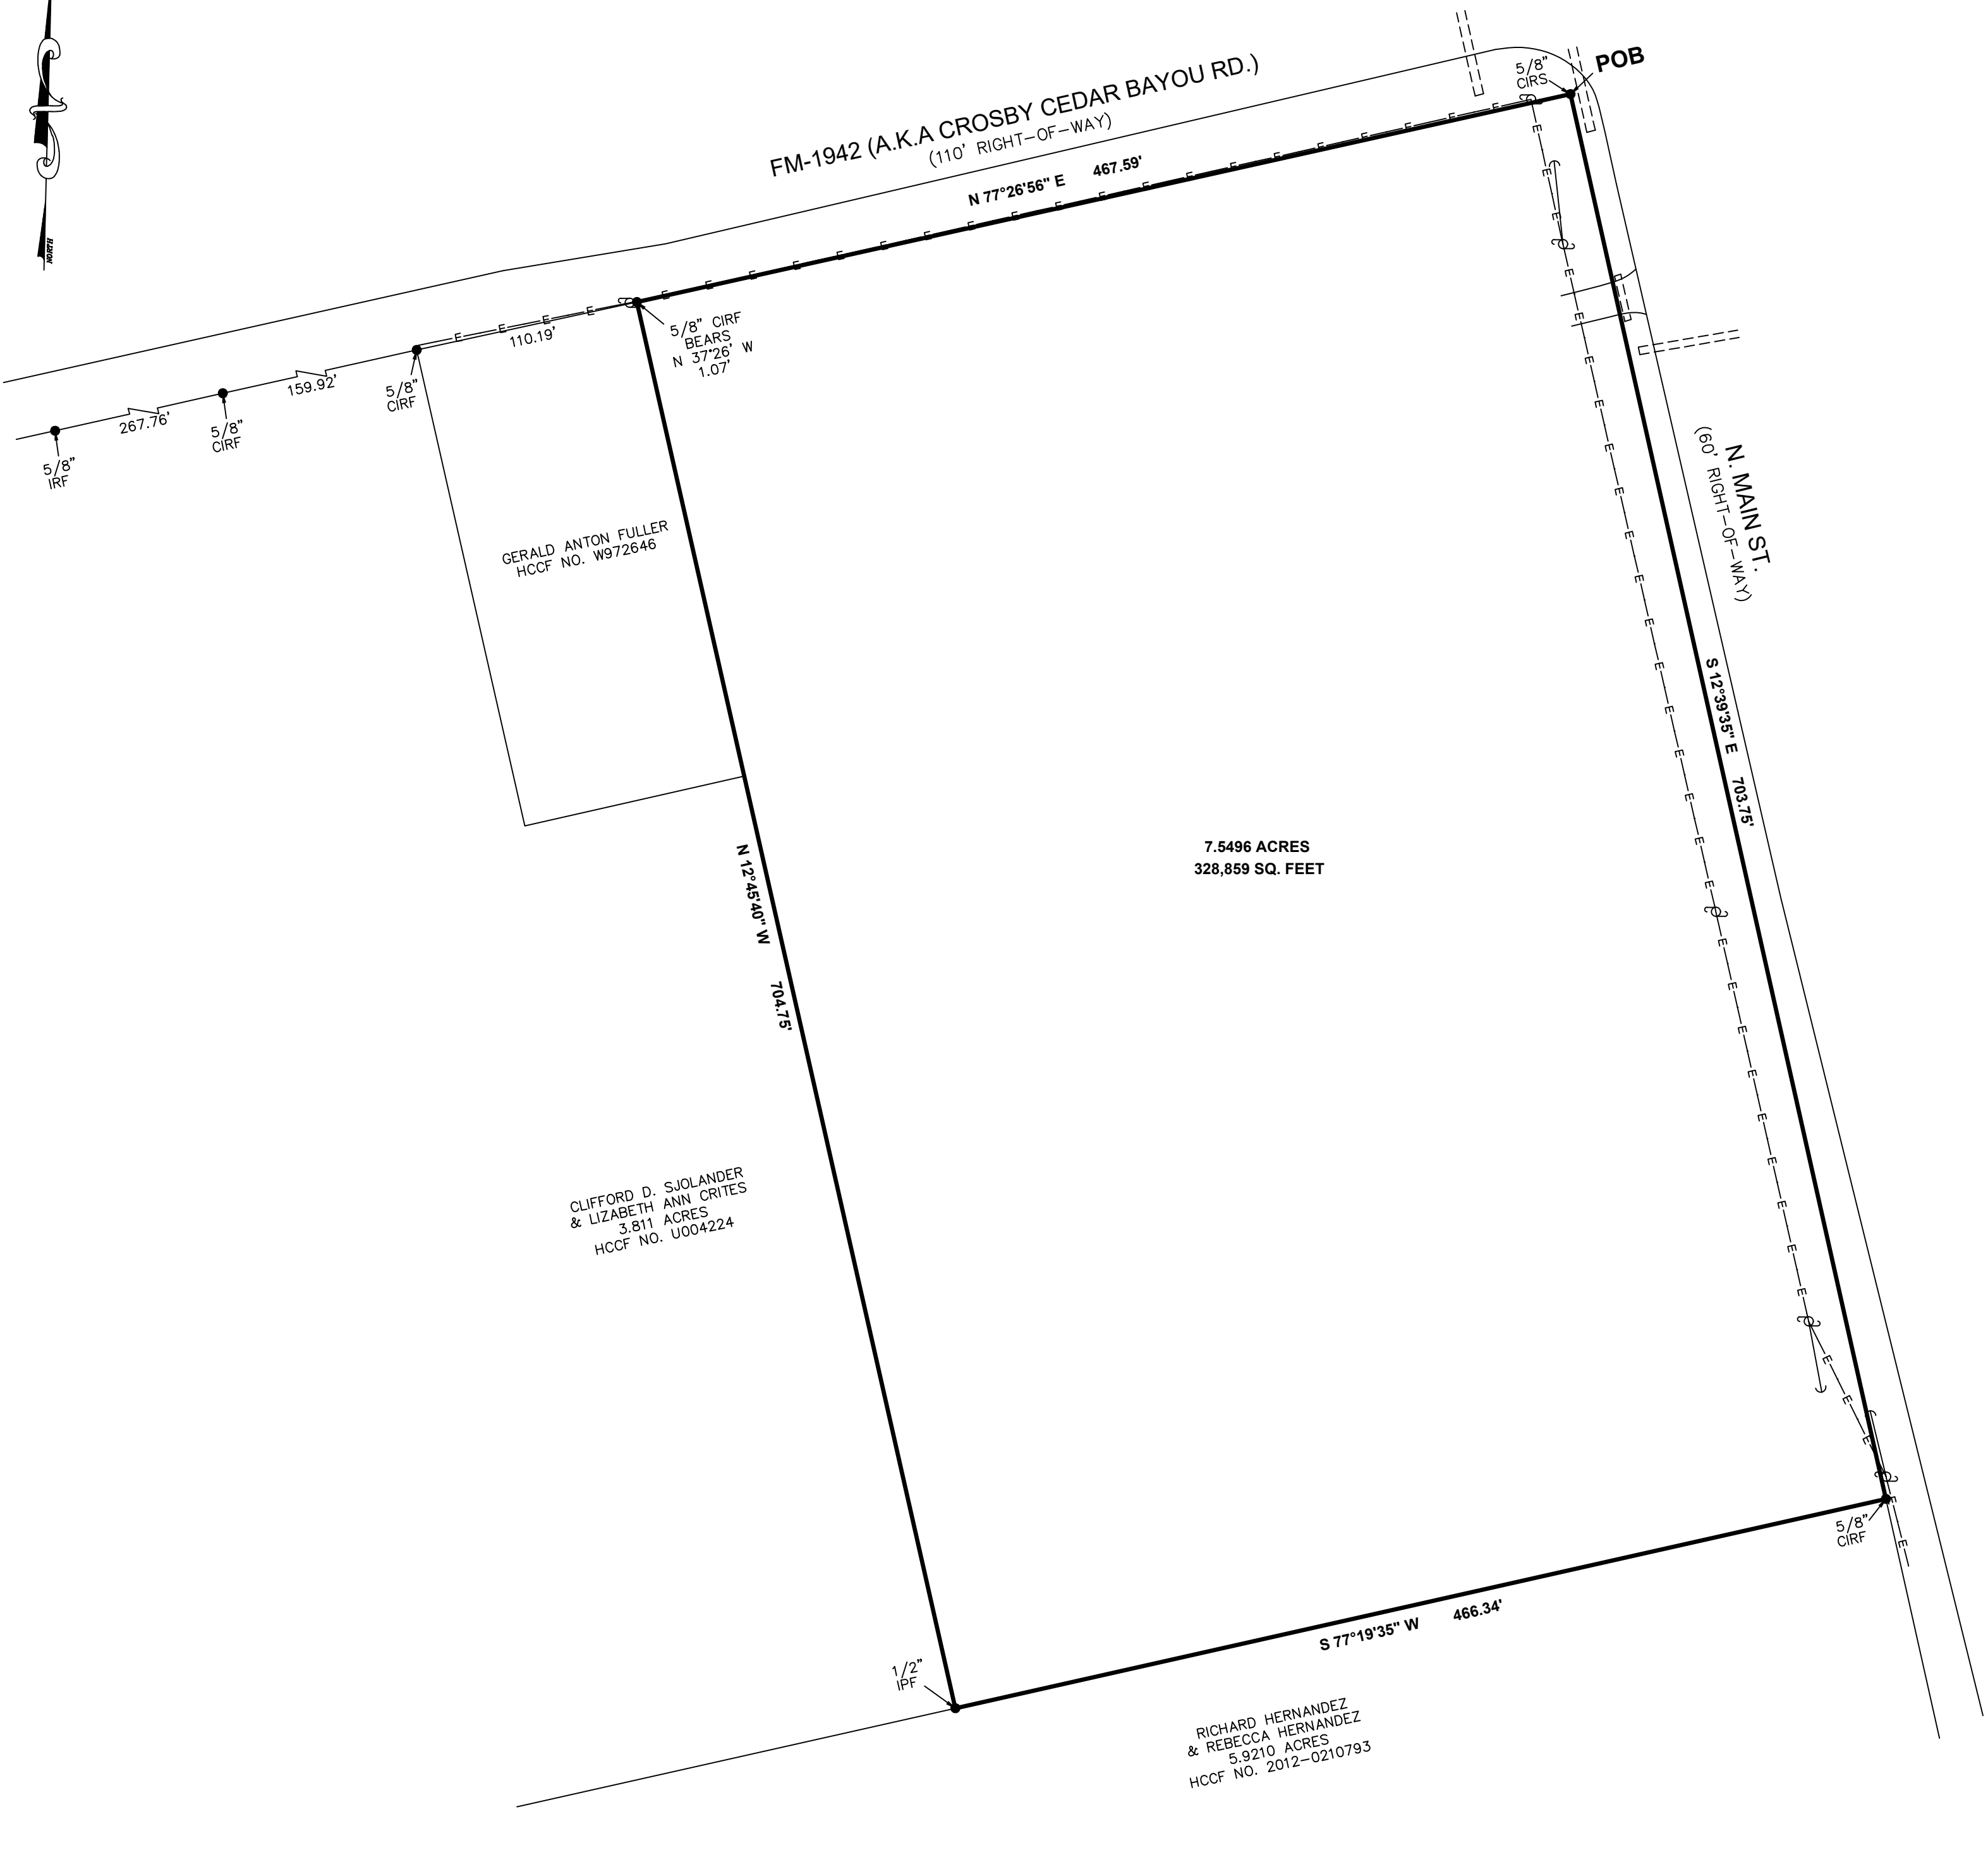 NORTH
FM-1942 (A.K.A CROSBY CEDAR BAYOU RD.)
(110' RIGHT-OF-WAY)
5/8"
CIRS
POB
N 77°26'56" E 467.59'
5/8" CIRF
BEARS
N 37°26' W
1.07'
110.19'
5/8"
CIRF
159.92'
5/8"
CIRF
267.76'
5/8"
IRF
N. MAIN ST.
(60' RIGHT-OF-WAY)
GERALD ANTON FULLER
HCCF NO. W972646
S 12°39'35" E 703.75'
7.5496 ACRES
328,859 SQ. FEET
N 12°45'40" W 704.75'
CLIFFORD D. SJOLANDER
& LIZABETH ANN CRITES
3.811 ACRES
HCCF NO. U004224
5/8"
CIRF
S 77°19'35" W 466.34'
1/2"
IPF
RICHARD HERNANDEZ
& REBECCA HERNANDEZ
5.9210 ACRES
HCCF NO. 2012-0210793